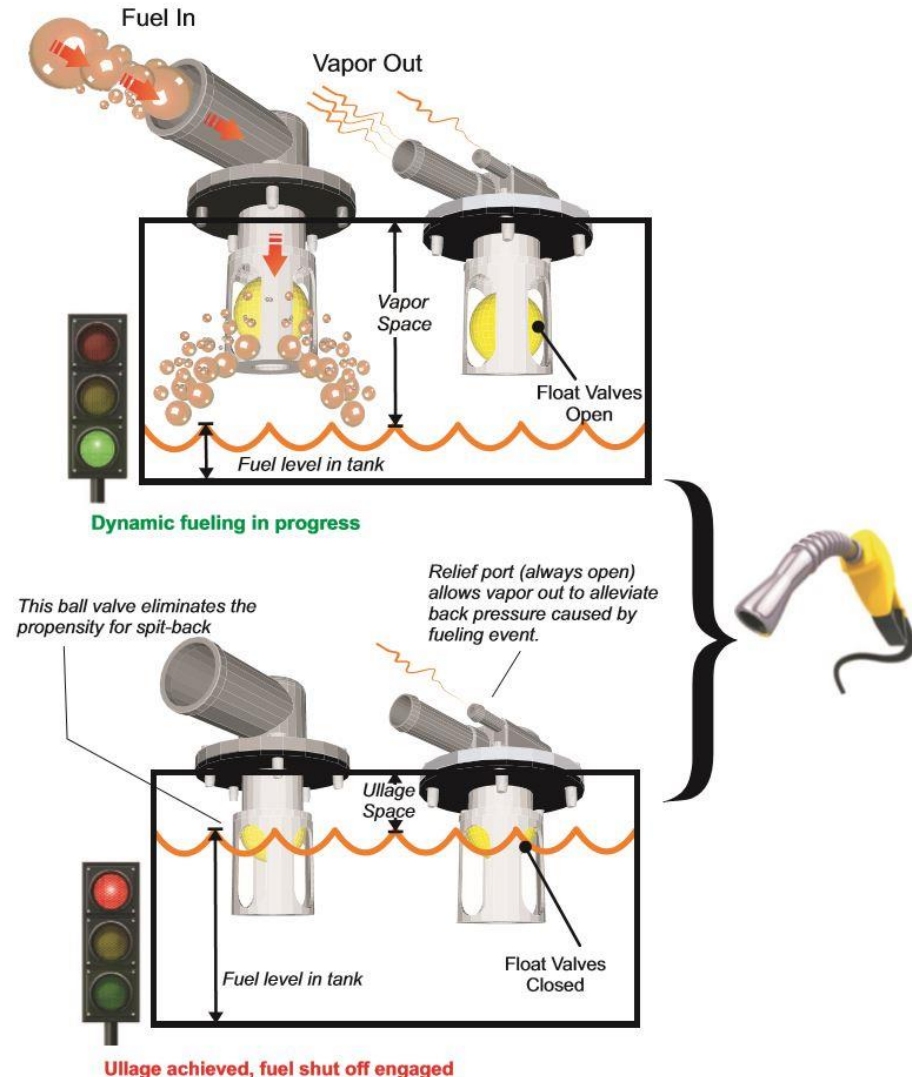 Fuel In
Vapor Out
Vapor
Space
Float Valves
Open
Fuel level in tank
Dynamic fueling in progress
This ball valve eliminates the
propensity for spit-back
Relief port (always open)
allows vapor out to alleviate
back pressure caused by
fueling event.
Ullage
Space
Fuel level in tank
Float Valves
Closed
Ullage achieved, fuel shut off engaged